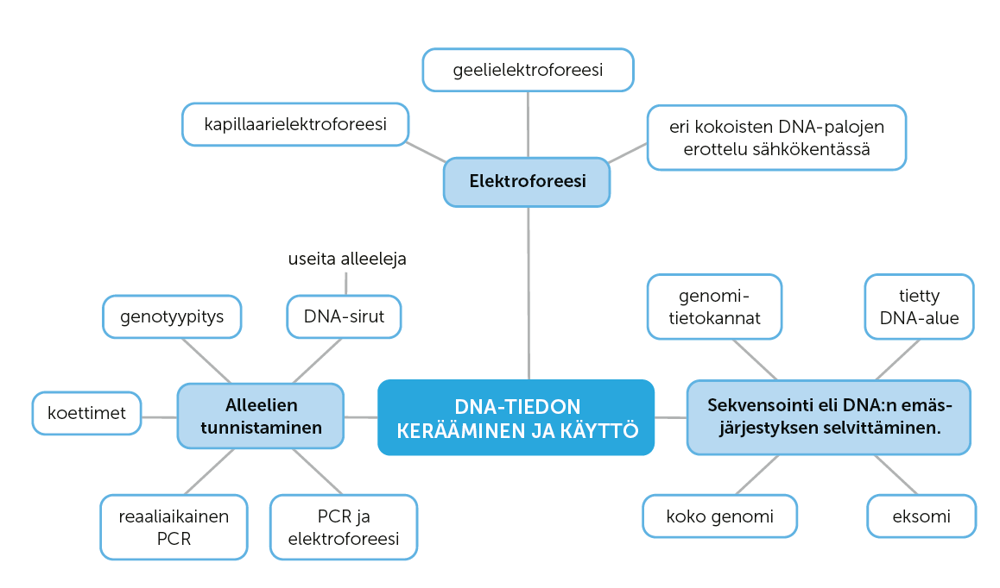 geelielektroforeesi
kapillaarielektroforeesi
eri kokoisten DNA-palojen
erottelu sähkökentässä
Elektroforeesi
useita alleeleja
genotyypitys
DNA-sirut
genomi-
tietokannat
tietty
DNA-alue
koettimet
Alleelien
tunnistaminen
DNA-TIEDON
KERÄÄMINEN JA KÄYTTÖ
Sekvensointi eli DNA:n emäs-
järjestyksen selvittäminen.
reaaliaikainen
PCR
PCR ja
elektroforeesi
koko genomi
eksomi